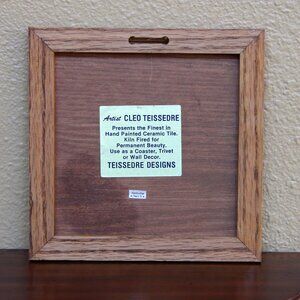 Artist CLEO TEISSEDRE
Presents the Finest in
Hand Painted Ceramic Tile.
Kiln Fired for
Permanent Beauty.
Use as a Coaster, Trivet
or Wall Decor.
TEISSEDRE DESIGNS